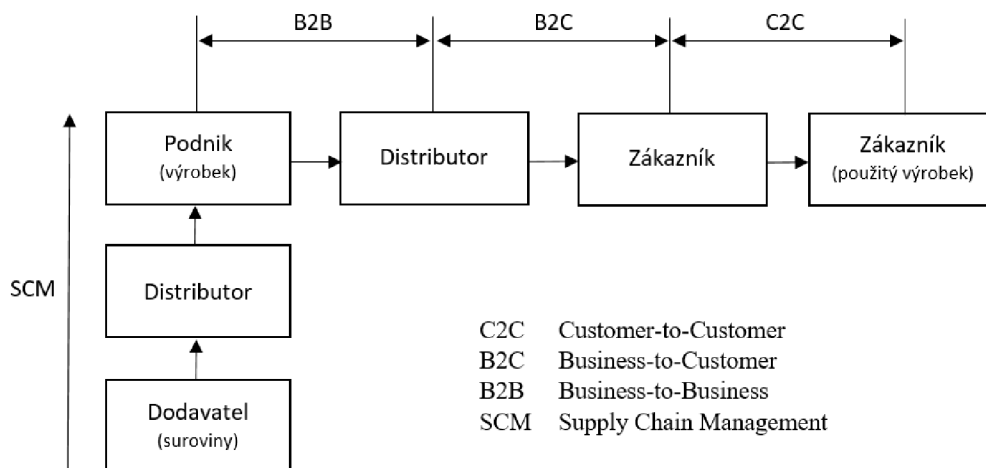 B2B
B2C
C2C
Podnik
(výrobek)
Distributor
Zákazník
Zákazník
(použitý výrobek)
SCM
Distributor
Dodavatel
(suroviny)
C2C Customer-to-Customer
B2C Business-to-Customer
B2B Business-to-Business
SCM Supply Chain Management